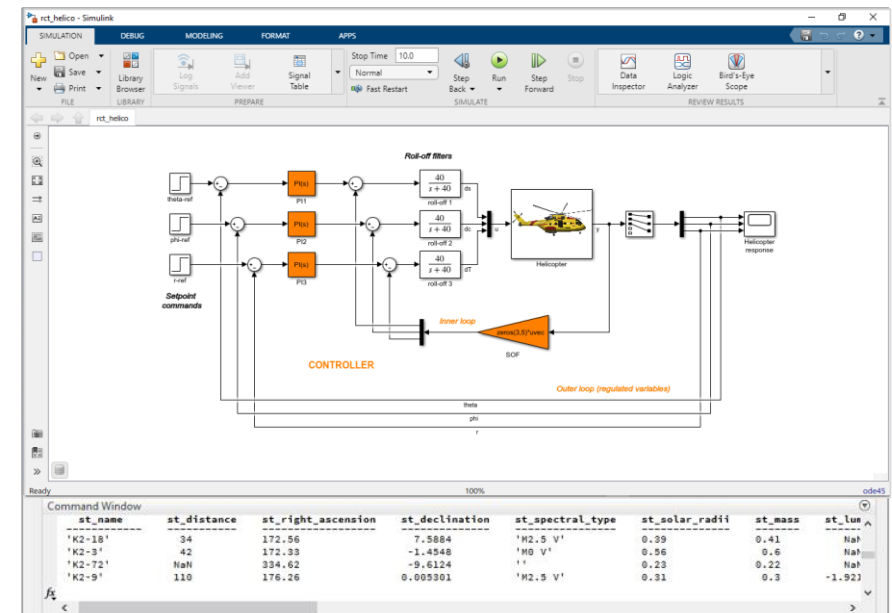 rct_helico - Simulink
SIMULATION DEBUG MODELING FORMAT APPS
New
Open
Save
Print
Library Browser
Log Signals
Add Viewer
Signal Table
Stop Time 10.0
Normal
Fast Restart
Step Back
Run
Step Forward
Stop
Data Inspector
Logic Analyzer
Bird's-Eye Scope
FILE LIBRARY PREPARE SIMULATE REVIEW RESULTS
rct_helico
Roll-off filters
theta-ref
PI(s)
PI1
40
s + 40
ds
roll-off 1
phi-ref
PI(s)
PI2
40
s + 40
dc
roll-off 2
r-ref
PI(s)
PI3
40
s + 40
dT
roll-off 3
u
y
Helicopter
Helicopter
response
Setpoint
commands
Inner loop
zeros(3,5)*uvec
SOF
CONTROLLER
Outer loop (regulated variables)
theta
phi
r
Ready 100% ode45
Command Window
st_name st_distance st_right_ascension st_declination st_spectral_type st_solar_radii st_mass st_lum
'K2-18' 34 172.56 7.5884 'M2.5 V' 0.39 0.41 NaN
'K2-3' 42 172.33 -1.4548 'M0 V' 0.56 0.6 NaN
'K2-72' NaN 334.62 -9.6124 '' 0.23 0.22 NaN
'K2-9' 110 176.26 0.005301 'M2.5 V' 0.31 0.3 -1.921
fx